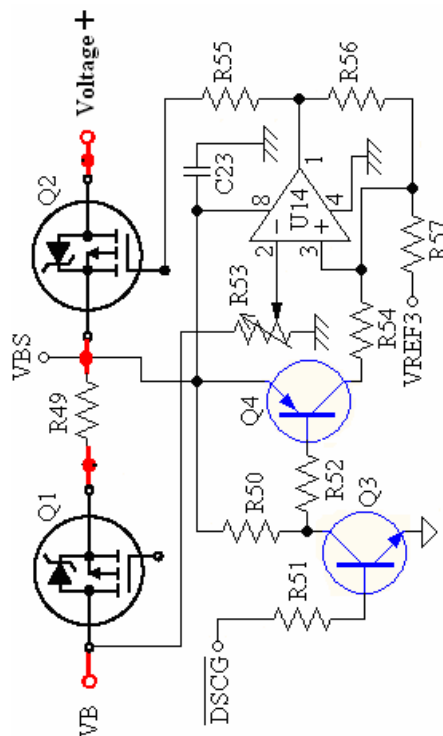 Voltage +
Q2
VBS
R49
Q1
VB
R55
R56
C23
8
1
U14
4
2
−
3
+
R53
R57
R54
VREF3
Q4
R50
R52
Q3
R51
DSCG